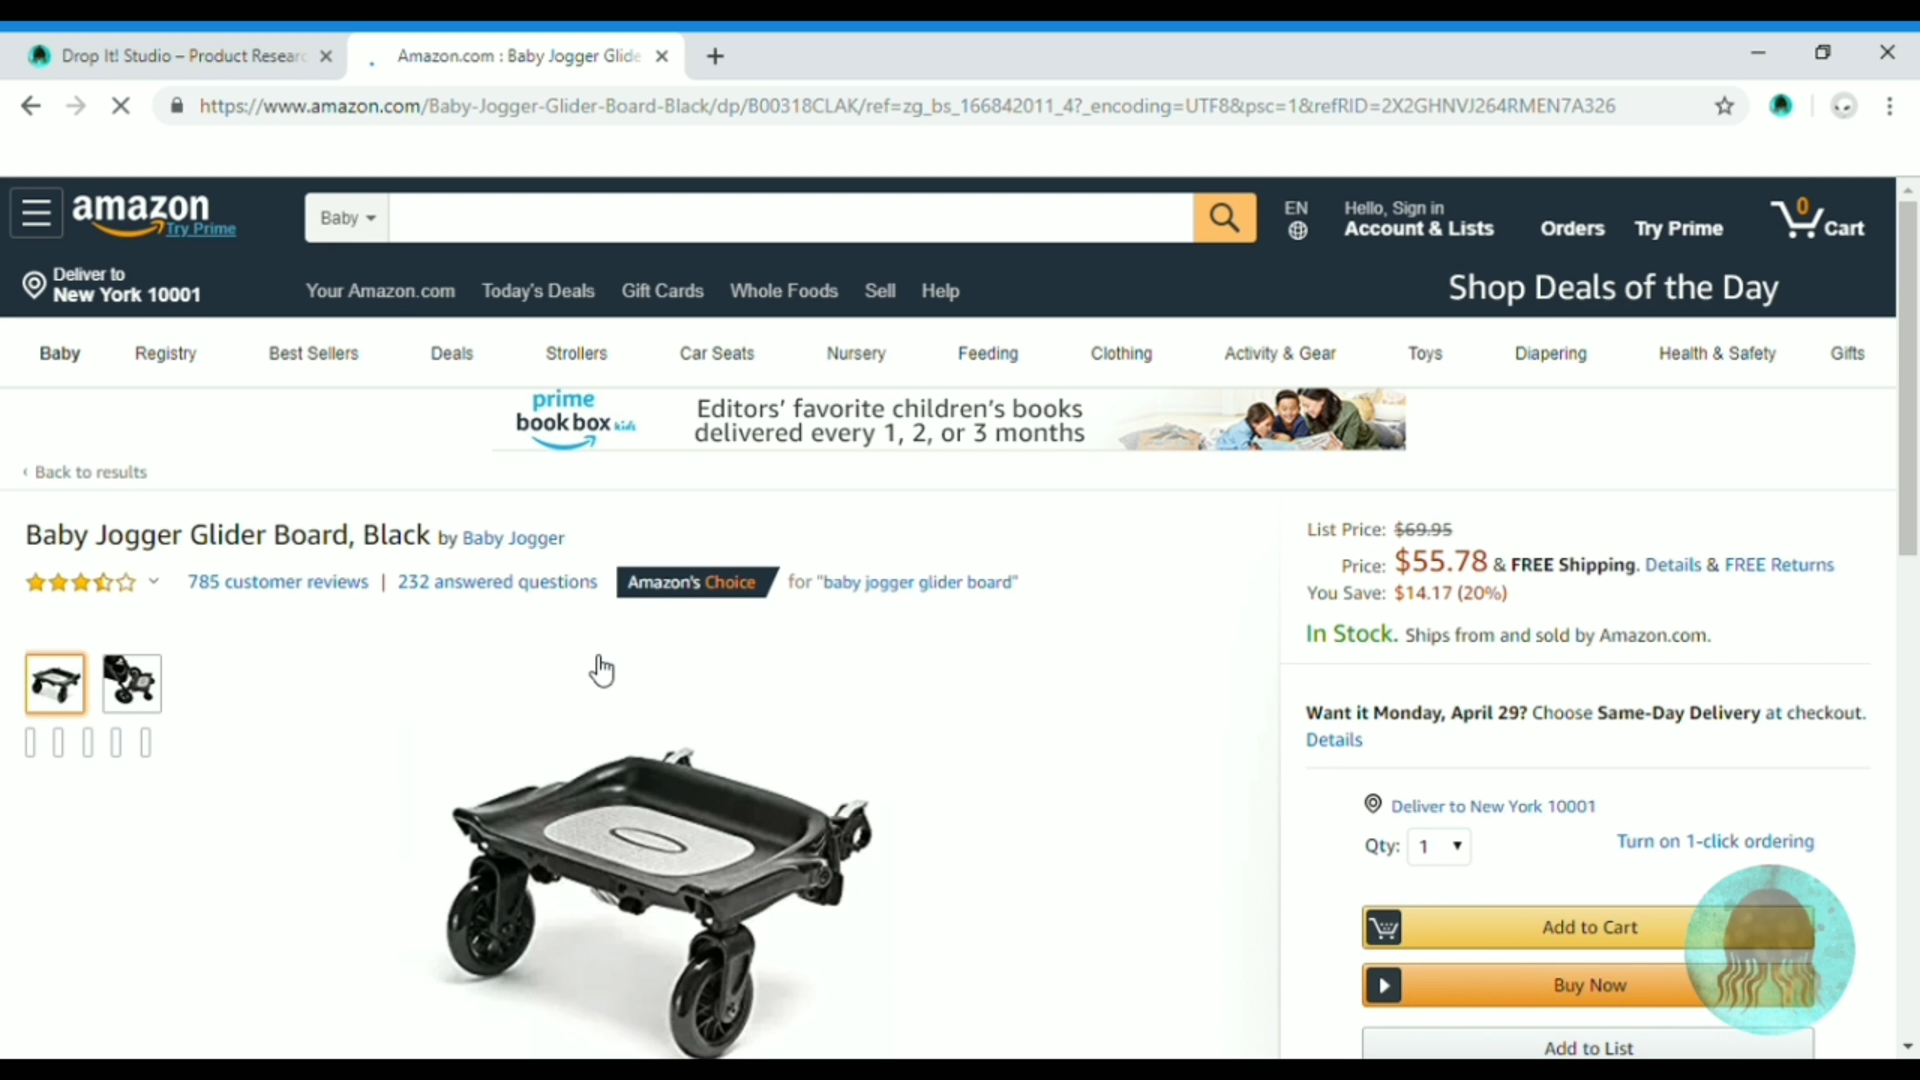 Drop It! Studio – Product Researc
Amazon.com : Baby Jogger Glide
https://www.amazon.com/Baby-Jogger-Glider-Board-Black/dp/B00318CLAK/ref=zg_bs_166842011_4?_encoding=UTF8&psc=1&refRID=2X2GHNVJ264RMEN7A326
amazon
Try Prime
Baby
EN
Hello, Sign in
Account & Lists
Orders
Try Prime
0
Cart
Deliver to
New York 10001
Your Amazon.com Today's Deals Gift Cards Whole Foods Sell Help
Shop Deals of the Day
Baby Registry Best Sellers Deals Strollers Car Seats Nursery Feeding Clothing Activity & Gear Toys Diapering Health & Safety Gifts
prime
book box kids
Editors' favorite children's books
delivered every 1, 2, or 3 months
‹ Back to results
Baby Jogger Glider Board, Black by Baby Jogger
785 customer reviews | 232 answered questions Amazon's Choice for "baby jogger glider board"
List Price: $69.95
Price: $55.78 & FREE Shipping. Details & FREE Returns
You Save: $14.17 (20%)
In Stock. Ships from and sold by Amazon.com.
Want it Monday, April 29? Choose Same-Day Delivery at checkout.
Details
Deliver to New York 10001
Qty: 1
Turn on 1-click ordering
Add to Cart
Buy Now
Add to List